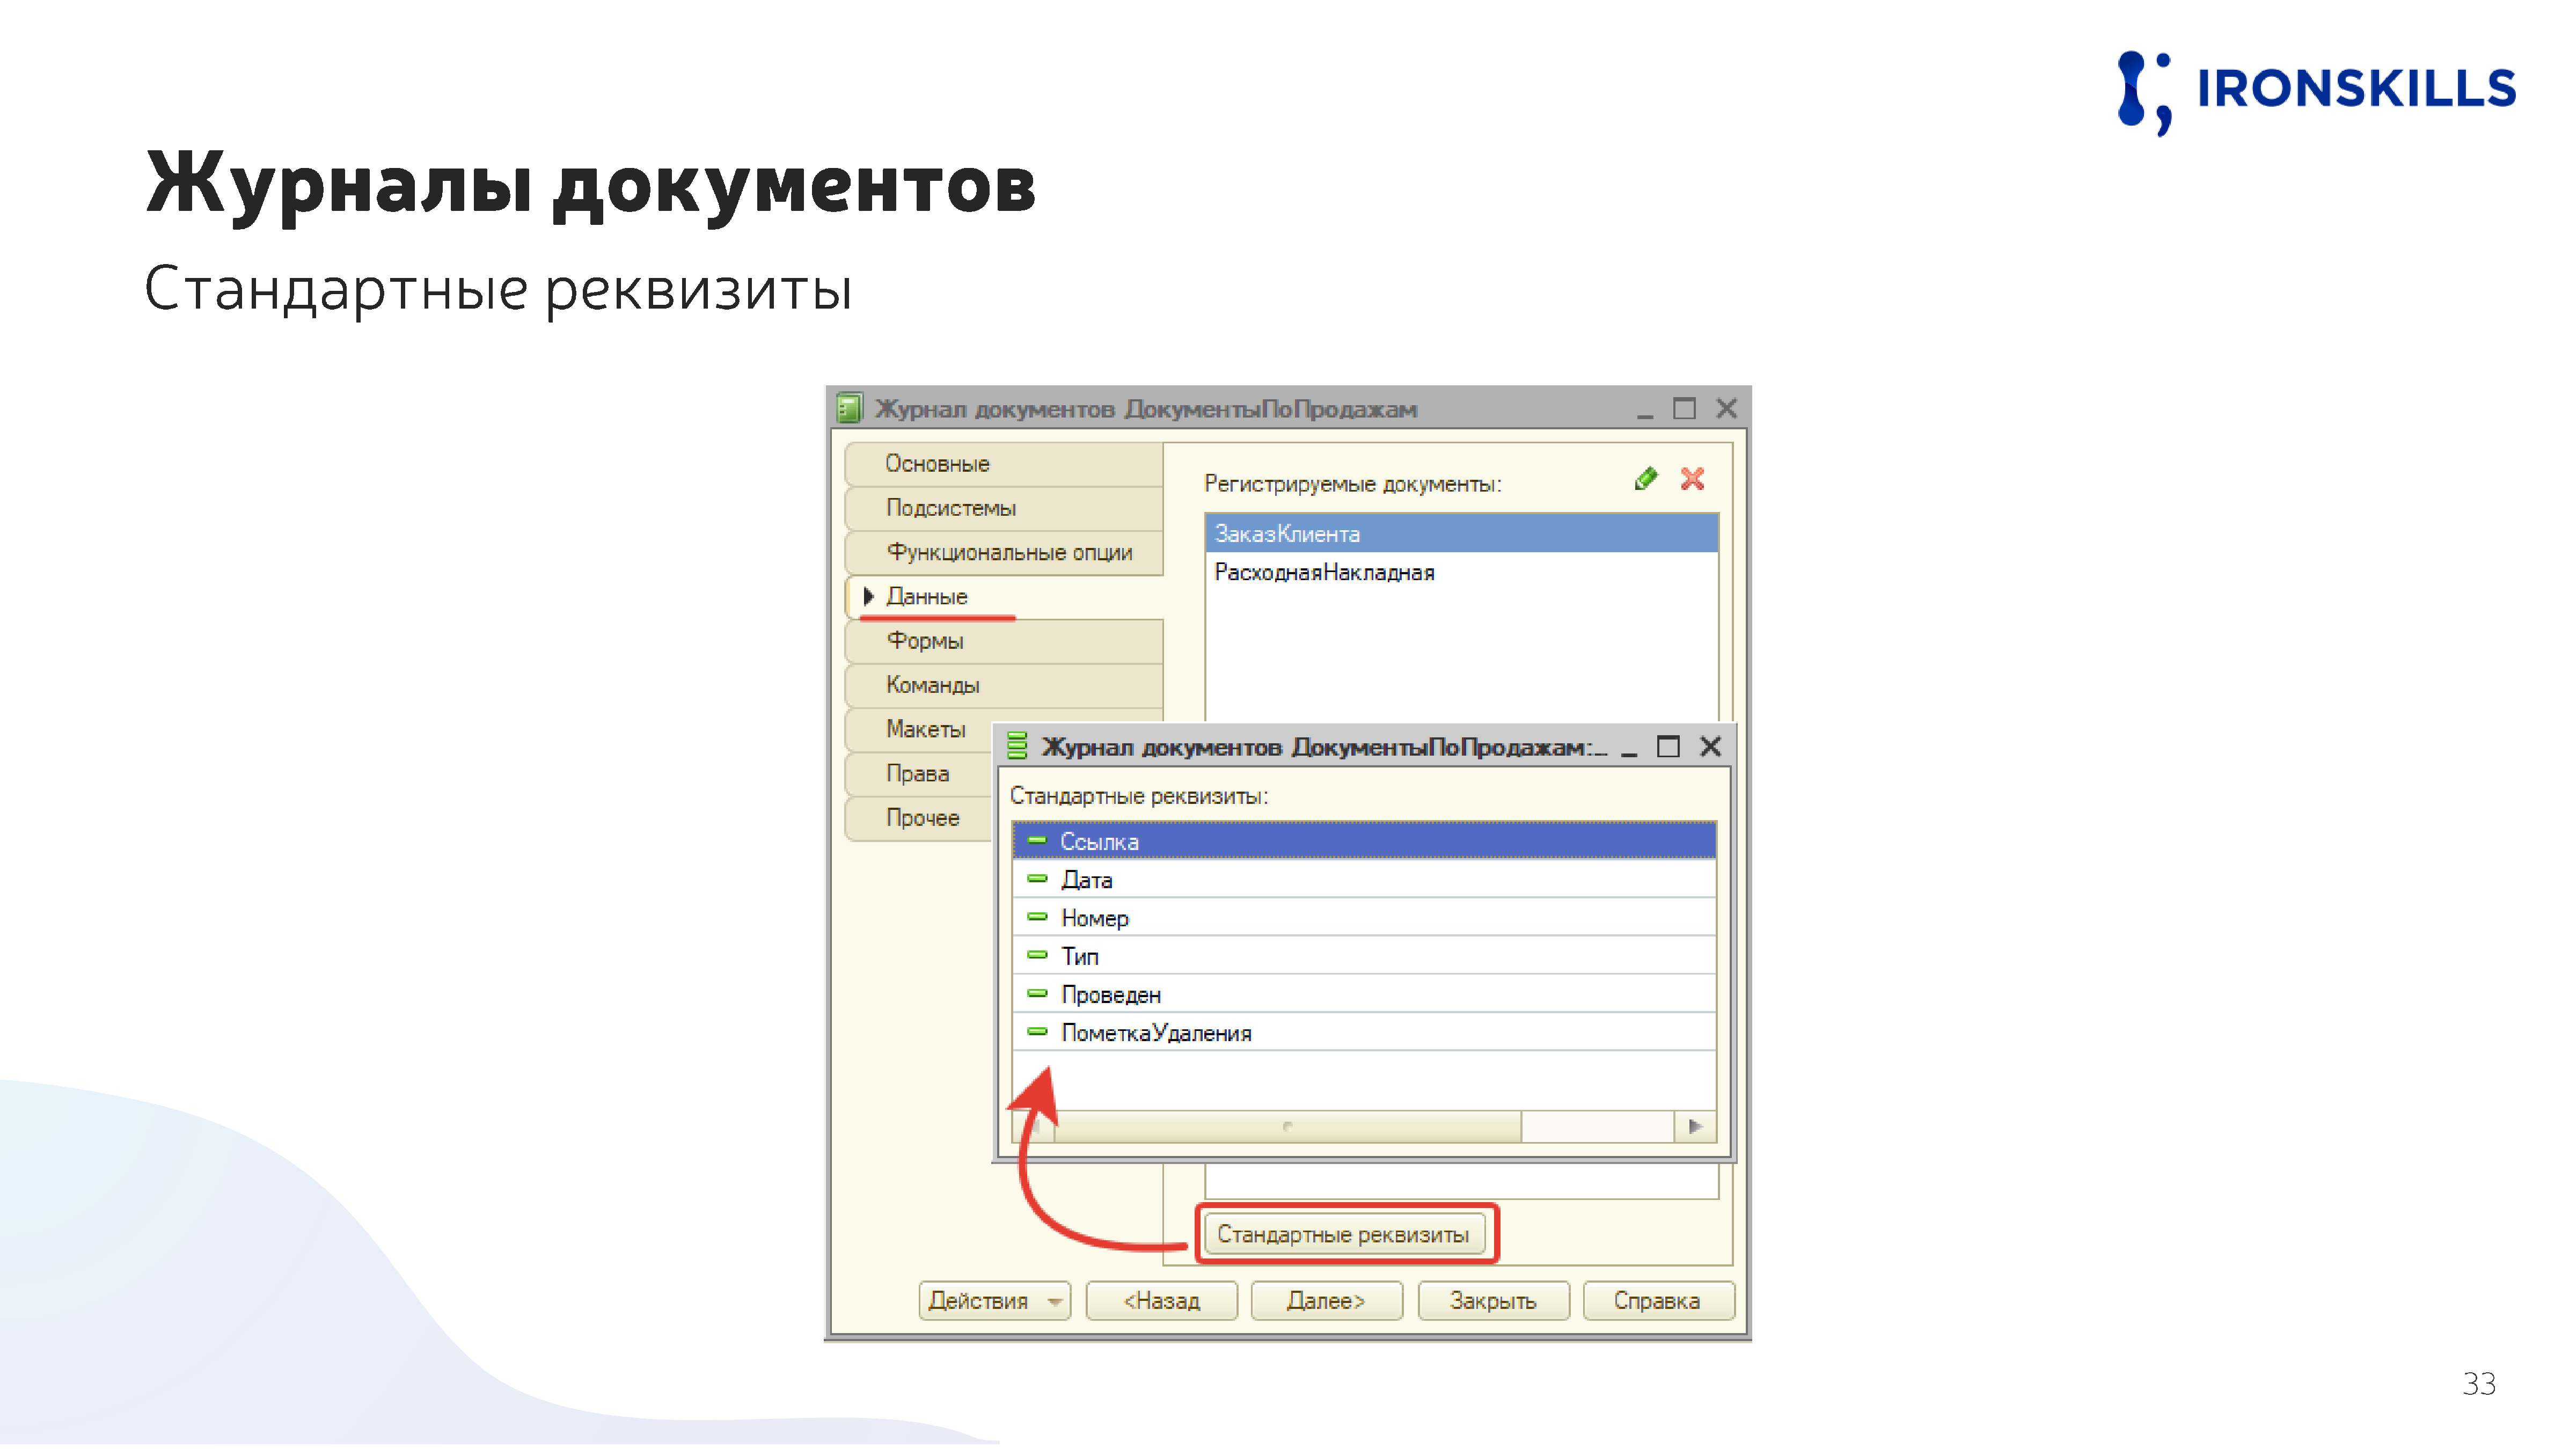 IRONSKILLS
Журналы документов
Стандартные реквизиты
Журнал документов ДокументыПоПродажам
Основные
Подсистемы
Функциональные опции
Данные
Формы
Команды
Макеты
Права
Прочее
Регистрируемые документы:
ЗаказКлиента
РасходнаяНакладная
Журнал документов ДокументыПоПродажам:...
Стандартные реквизиты:
Ссылка
Дата
Номер
Тип
Проведен
ПометкаУдаления
Стандартные реквизиты
Действия
<Назад
Далее>
Закрыть
Справка
33